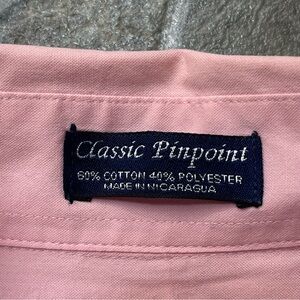 Classic Pinpoint
60% COTTON 40% POLYESTER
MADE IN NICARAGUA